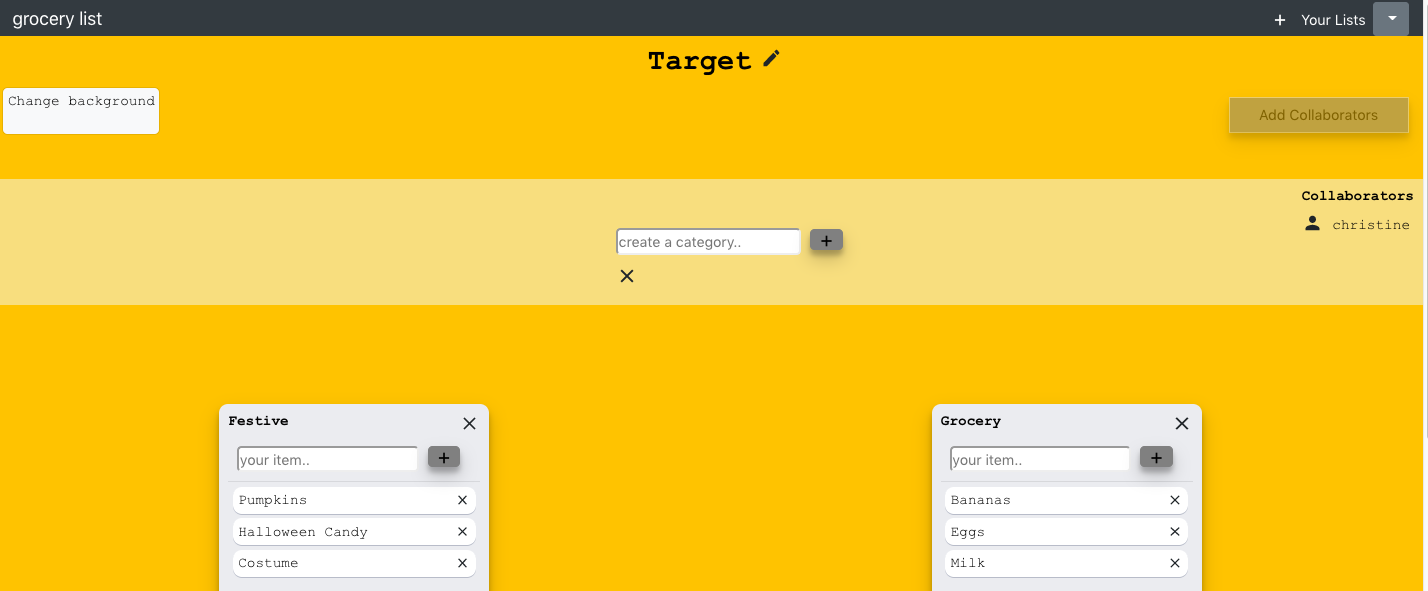 grocery list
+ Your Lists
Target
Change background
Add Collaborators
Collaborators
christine
create a category..
Festive
your item..
Pumpkins
Halloween Candy
Costume
Grocery
your item..
Bananas
Eggs
Milk